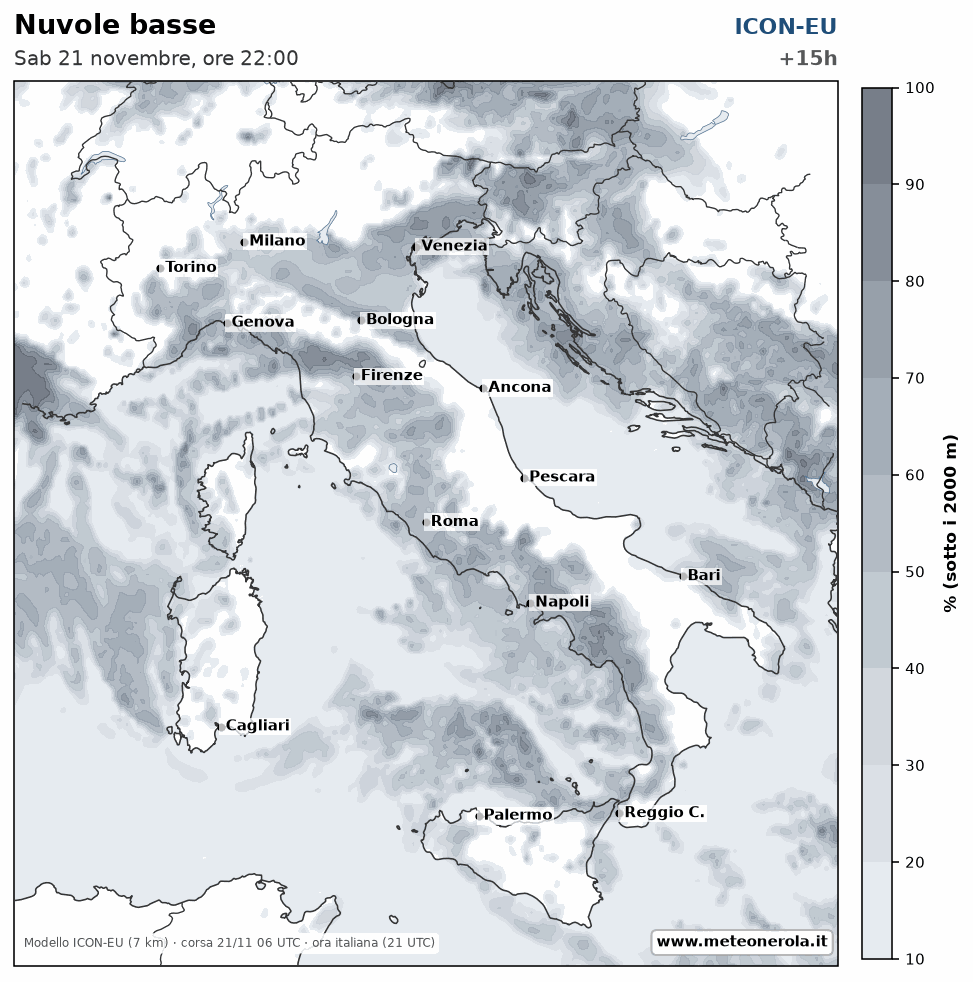 Nuvole basse
ICON-EU
Sab 21 novembre, ore 22:00
+15h
Milano
Venezia
Torino
Genova
Bologna
Firenze
Ancona
Pescara
Roma
Bari
Napoli
Cagliari
Palermo
Reggio C.
Modello ICON-EU (7 km) · corsa 21/11 06 UTC · ora italiana (21 UTC)
www.meteonerola.it
100
90
80
70
60
50
40
30
20
10
% (sotto i 2000 m)